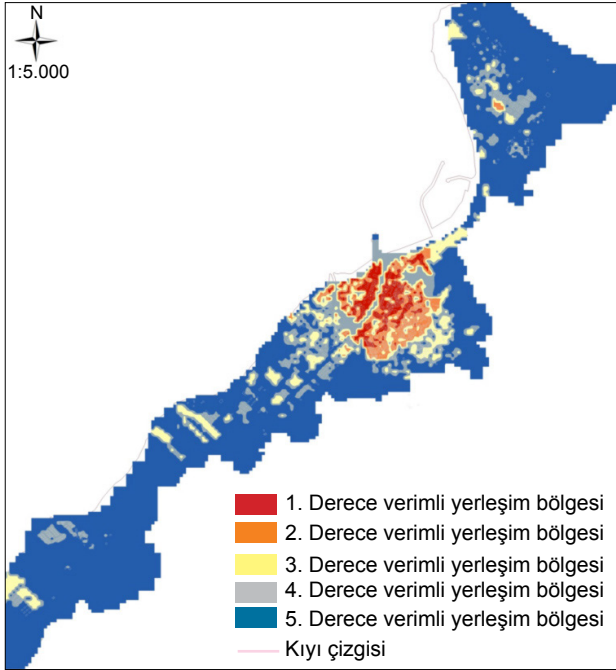 N
1:5.000
1. Derece verimli yerleşim bölgesi
2. Derece verimli yerleşim bölgesi
3. Derece verimli yerleşim bölgesi
4. Derece verimli yerleşim bölgesi
5. Derece verimli yerleşim bölgesi
Kıyı çizgisi